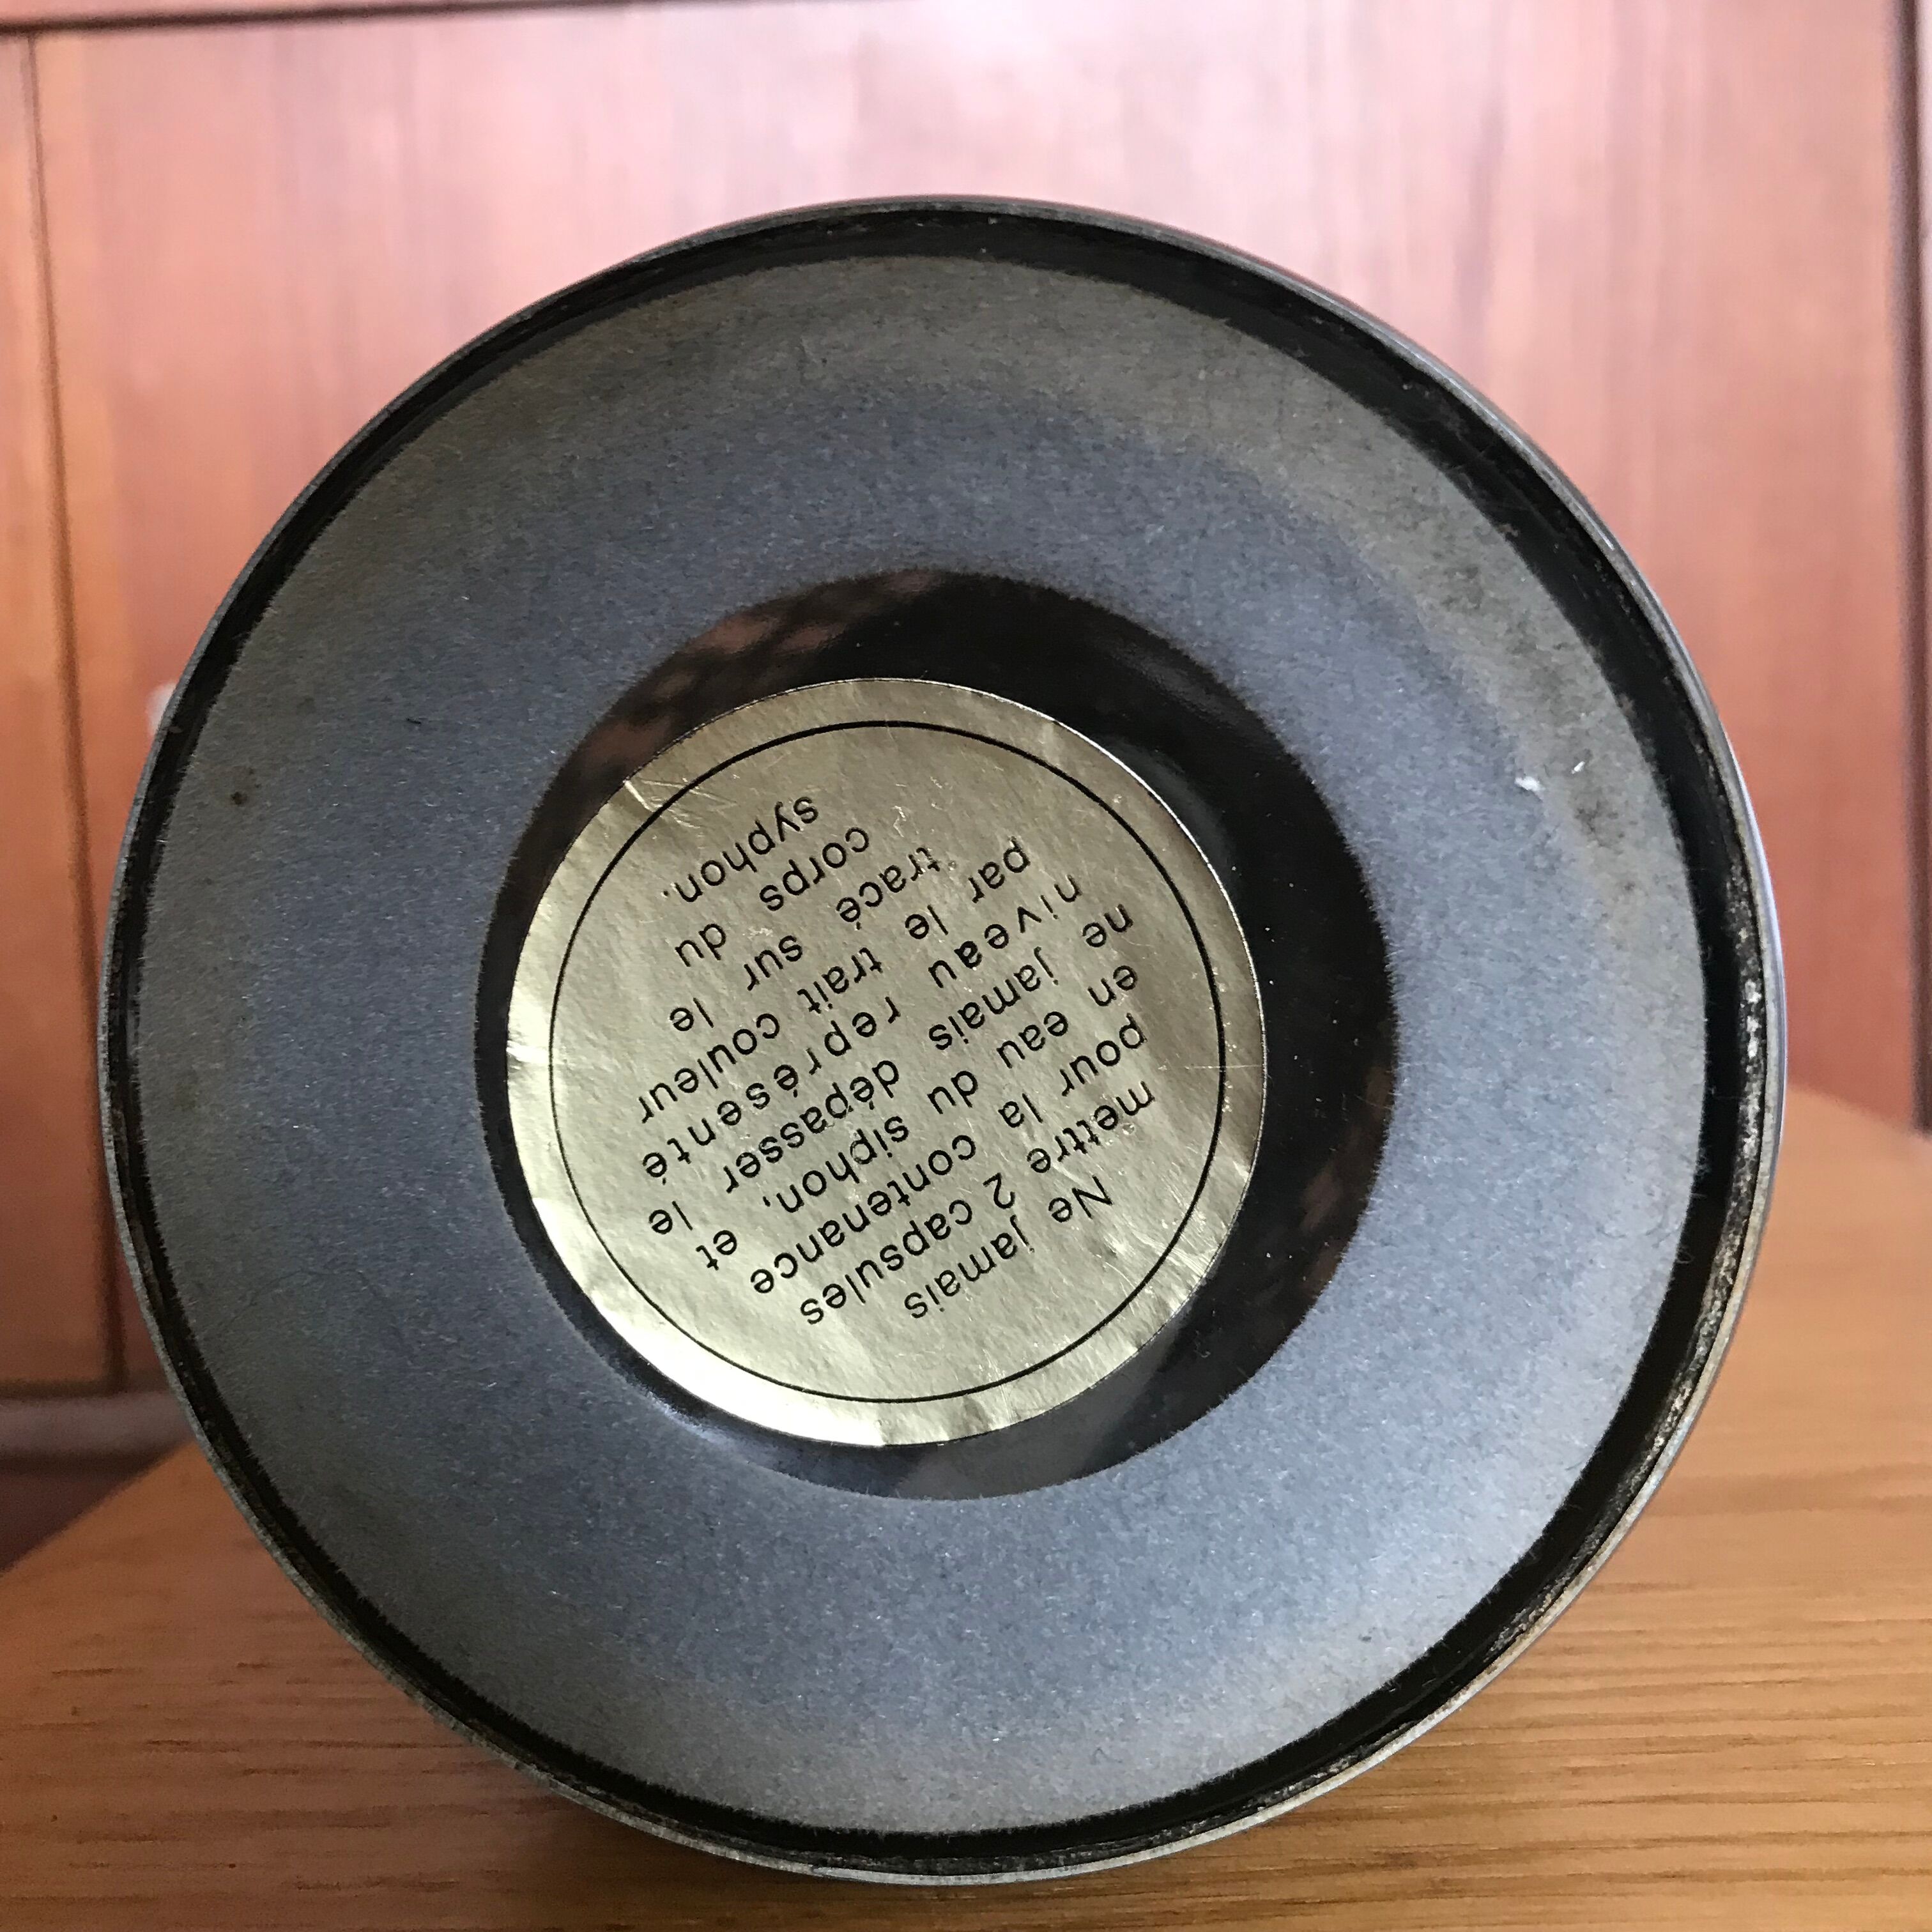 Ne jamais
mettre 2 capsules
pour la contenance
en eau du siphon, et
ne jamais dépasser le
niveau représenté
par le trait couleur
tracé sur le
corps du
syphon.